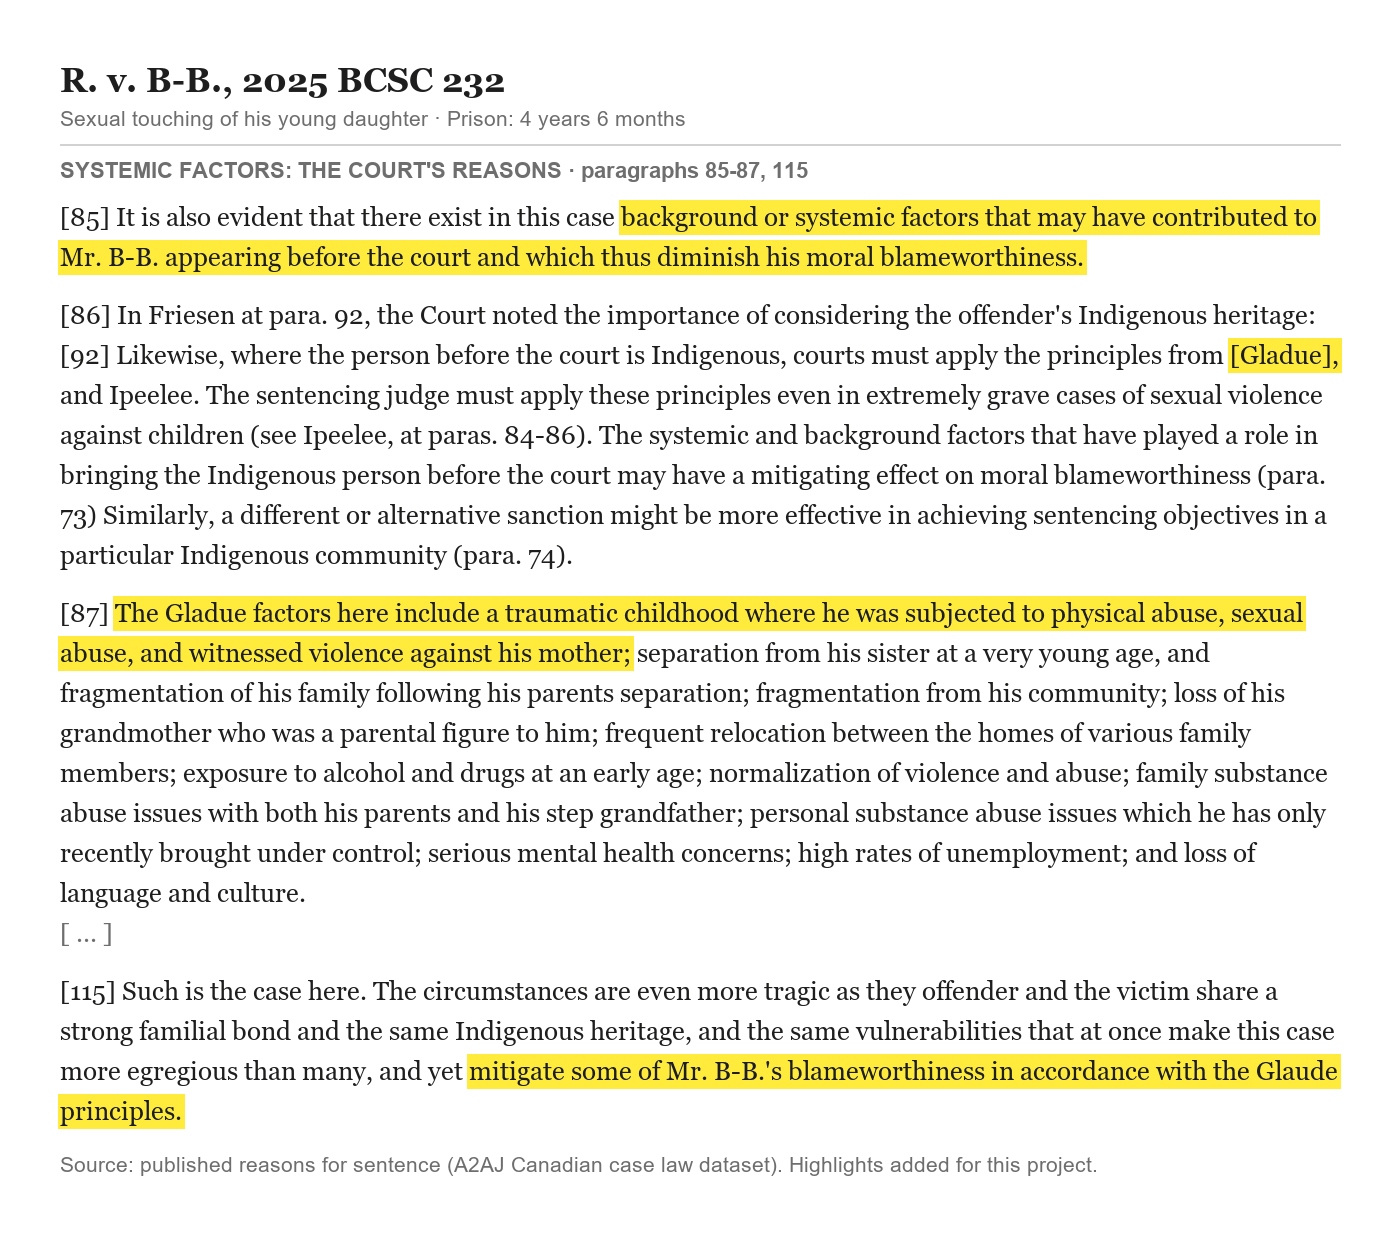 R. v. B-B., 2025 BCSC 232
Sexual touching of his young daughter · Prison: 4 years 6 months
SYSTEMIC FACTORS: THE COURT'S REASONS · paragraphs 85-87, 115
[85] It is also evident that there exist in this case background or systemic factors that may have contributed to
Mr. B-B. appearing before the court and which thus diminish his moral blameworthiness.
[86] In Friesen at para. 92, the Court noted the importance of considering the offender's Indigenous heritage:
[92] Likewise, where the person before the court is Indigenous, courts must apply the principles from [Gladue],
and Ipeelee. The sentencing judge must apply these principles even in extremely grave cases of sexual violence
against children (see Ipeelee, at paras. 84-86). The systemic and background factors that have played a role in
bringing the Indigenous person before the court may have a mitigating effect on moral blameworthiness (para.
73) Similarly, a different or alternative sanction might be more effective in achieving sentencing objectives in a
particular Indigenous community (para. 74).
[87] The Gladue factors here include a traumatic childhood where he was subjected to physical abuse, sexual
abuse, and witnessed violence against his mother; separation from his sister at a very young age, and
fragmentation of his family following his parents separation; fragmentation from his community; loss of his
grandmother who was a parental figure to him; frequent relocation between the homes of various family
members; exposure to alcohol and drugs at an early age; normalization of violence and abuse; family substance
abuse issues with both his parents and his step grandfather; personal substance abuse issues which he has only
recently brought under control; serious mental health concerns; high rates of unemployment; and loss of
language and culture.
[ ... ]
[115] Such is the case here. The circumstances are even more tragic as they offender and the victim share a
strong familial bond and the same Indigenous heritage, and the same vulnerabilities that at once make this case
more egregious than many, and yet mitigate some of Mr. B-B.'s blameworthiness in accordance with the Glaude
principles.
Source: published reasons for sentence (A2AJ Canadian case law dataset). Highlights added for this project.